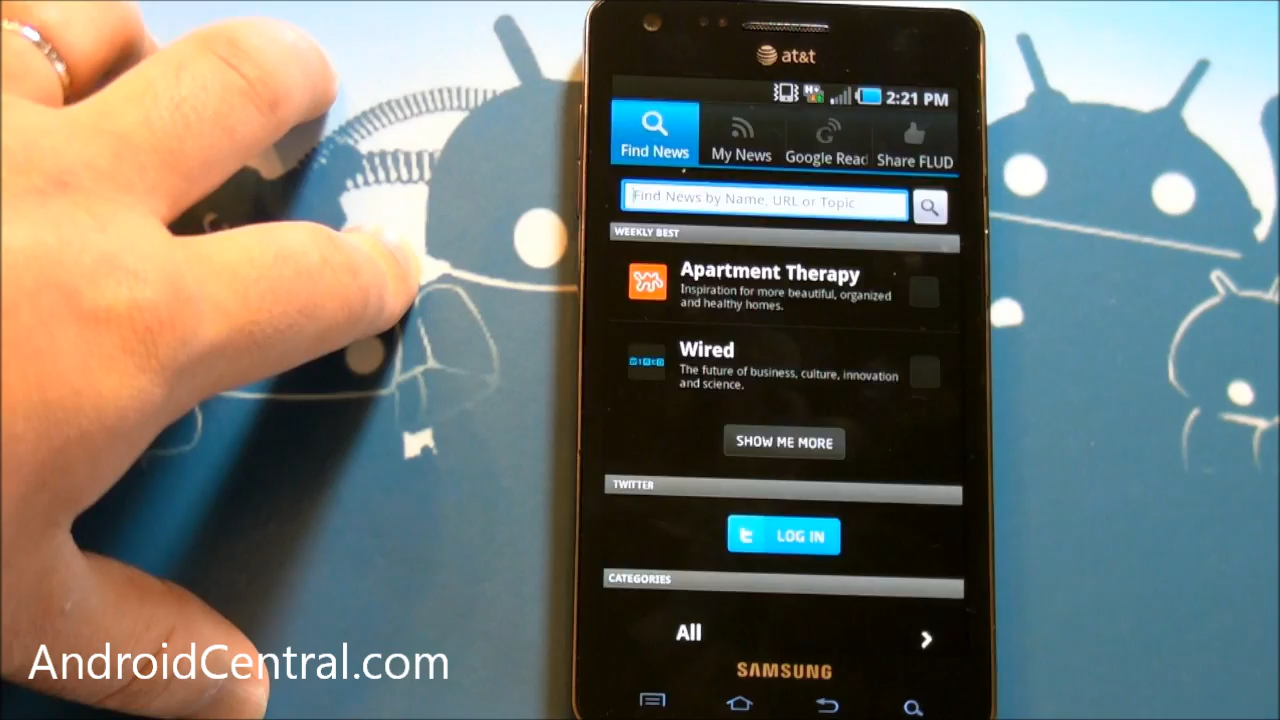 at&t
H+
2:21 PM
Find News
My News
Google Read
Share FLUD
Find News by Name, URL or Topic
WEEKLY BEST
Apartment Therapy
Inspiration for more beautiful, organized
and healthy homes.
WIRED
Wired
The future of business, culture, innovation
and science.
SHOW ME MORE
TWITTER
LOG IN
CATEGORIES
All
SAMSUNG
AndroidCentral.com